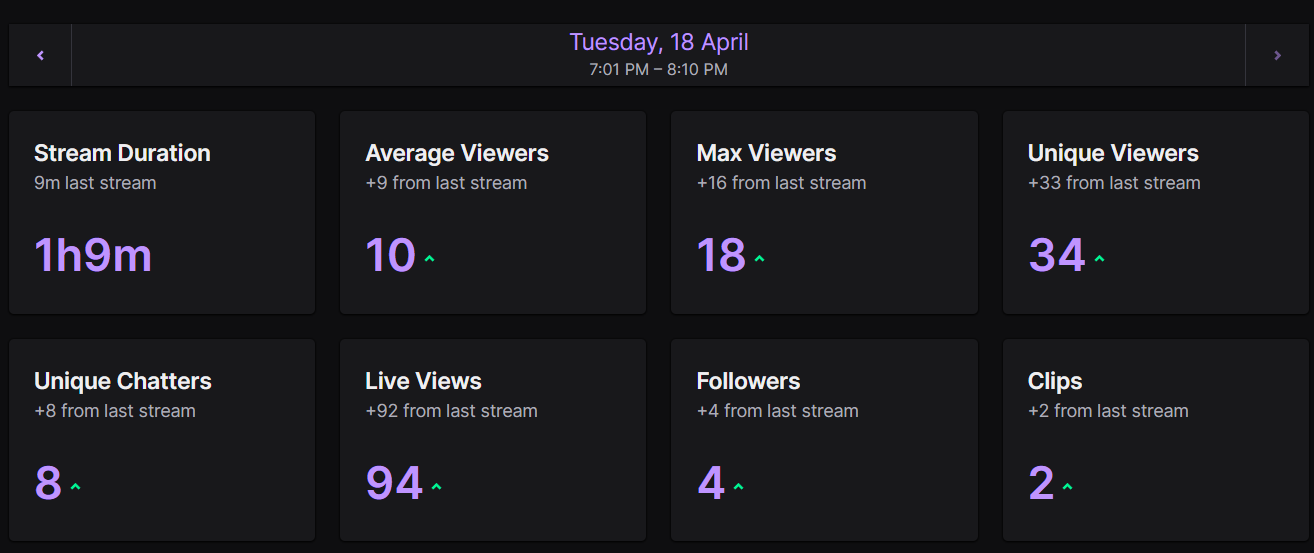 Tuesday, 18 April
7:01 PM – 8:10 PM
Stream Duration
9m last stream
1h9m
Average Viewers
+9 from last stream
10
Max Viewers
+16 from last stream
18
Unique Viewers
+33 from last stream
34
Unique Chatters
+8 from last stream
8
Live Views
+92 from last stream
94
Followers
+4 from last stream
4
Clips
+2 from last stream
2